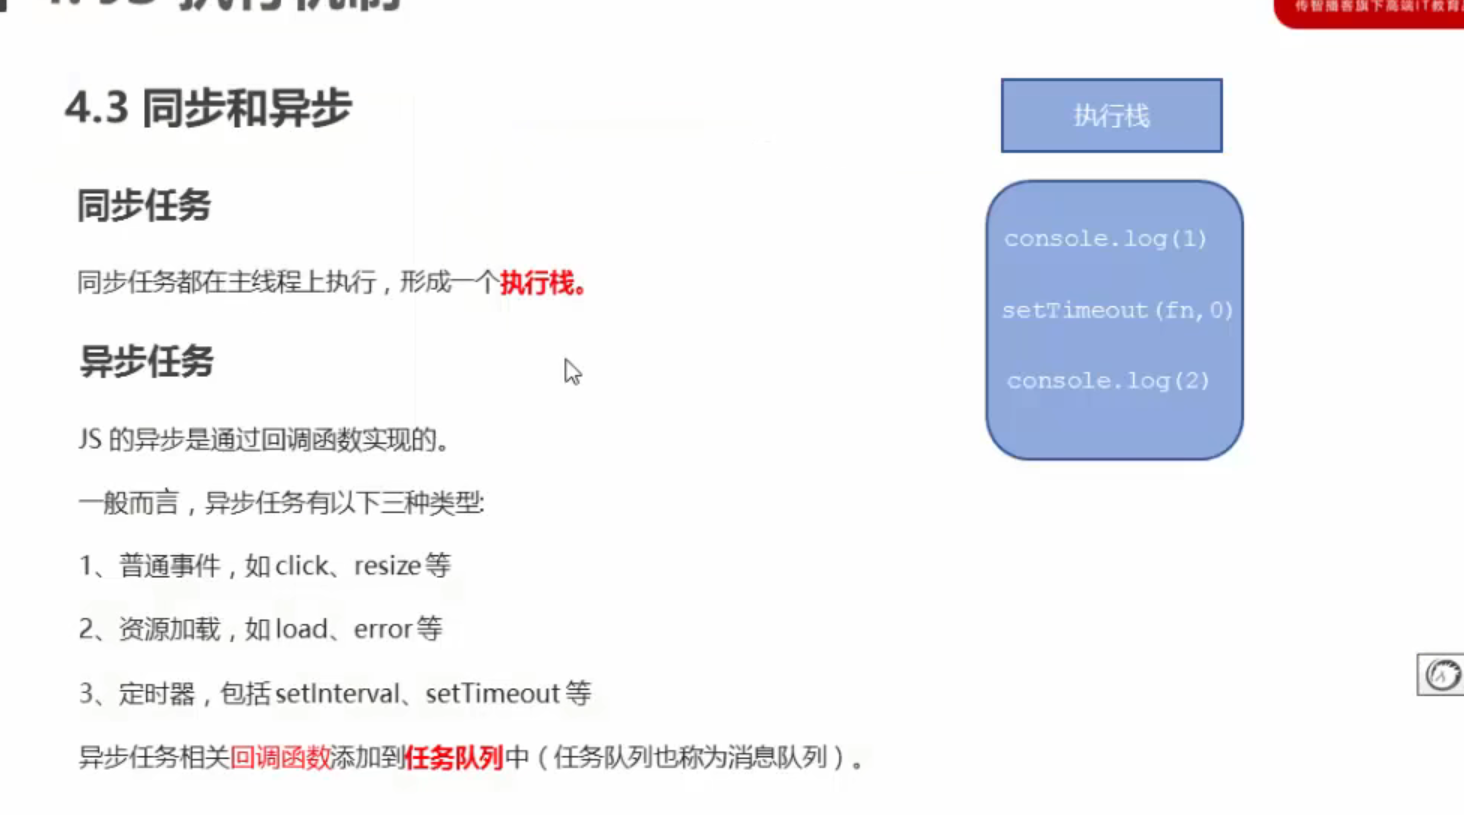 执行机制
传智播客旗下高端IT教育
4.3 同步和异步
执行栈
同步任务
console.log(1)
同步任务都在主线程上执行，形成一个执行栈。
setTimeout(fn,0)
异步任务
console.log(2)
JS 的异步是通过回调函数实现的。
一般而言，异步任务有以下三种类型:
1、普通事件，如 click、resize 等
2、资源加载，如 load、error 等
3、定时器，包括 setInterval、setTimeout 等
异步任务相关回调函数添加到任务队列中（任务队列也称为消息队列）。